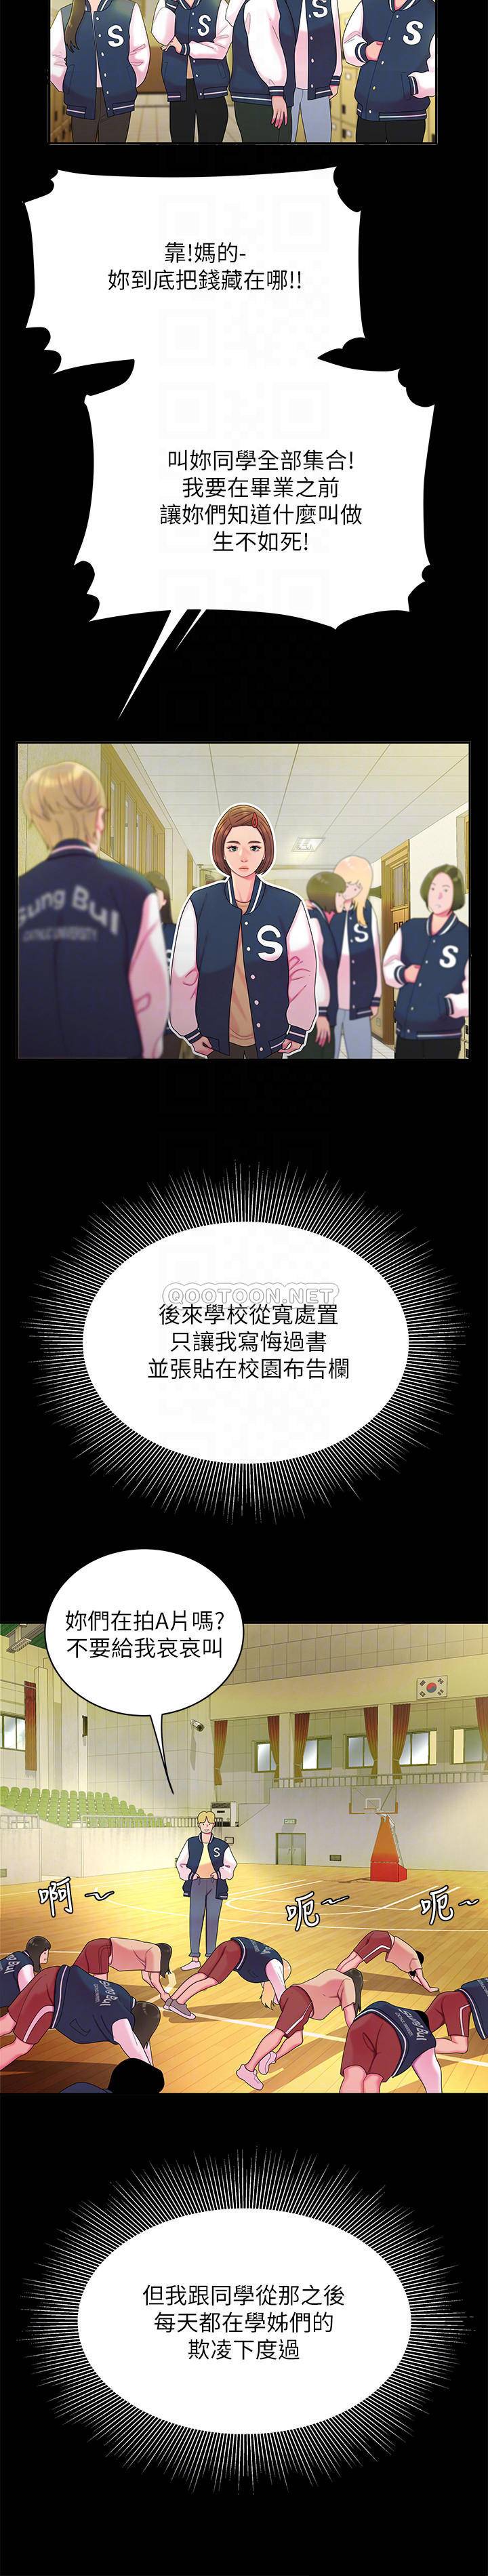 S
S
S
S
靠!媽的-
妳到底把錢藏在哪!!
叫妳同學全部集合!
我要在畢業之前
讓妳們知道什麼叫做
生不如死!
Sung Bul
S
S
QOOTOON.NET
後來學校從寬處置
只讓我寫悔過書
並張貼在校園布告欄
妳們在拍A片嗎?
不要給我哀哀叫
S
啊~
呃~
呃~
但我跟同學從那之後
每天都在學姊們的
欺凌下度過